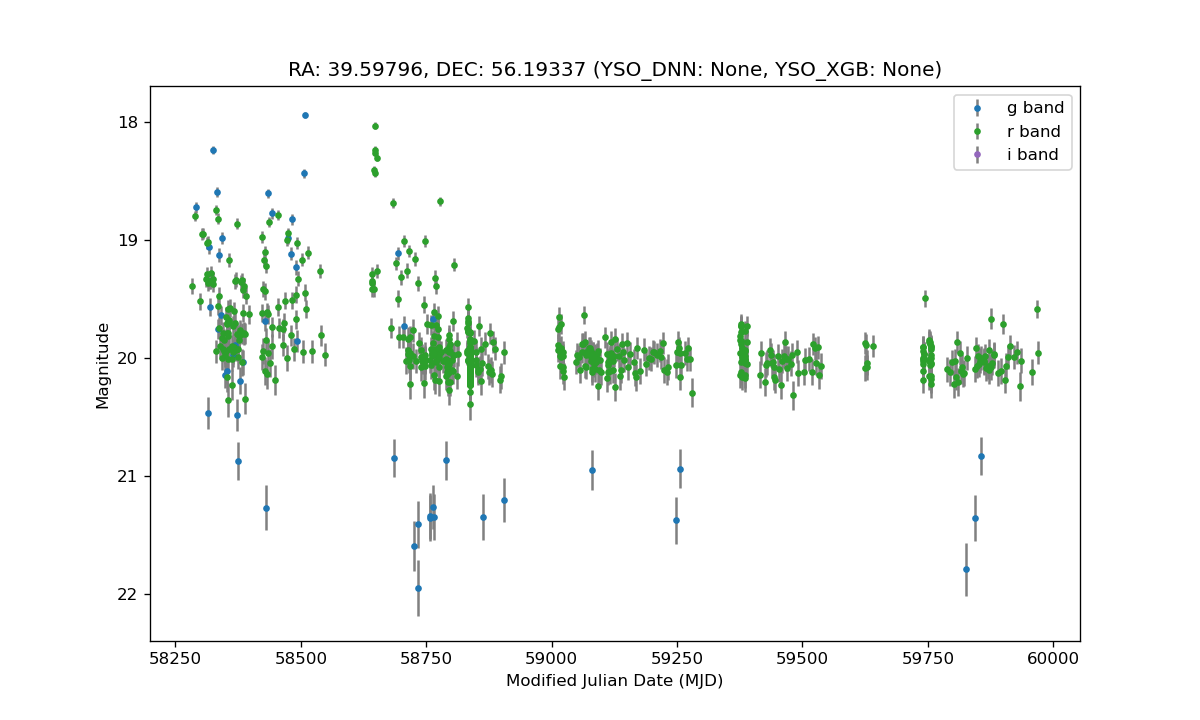 RA: 39.59796, DEC: 56.19337 (YSO_DNN: None, YSO_XGB: None)
g band
r band
i band
18
19
20
21
22
Magnitude
58250 58500 58750 59000 59250 59500 59750 60000
Modified Julian Date (MJD)